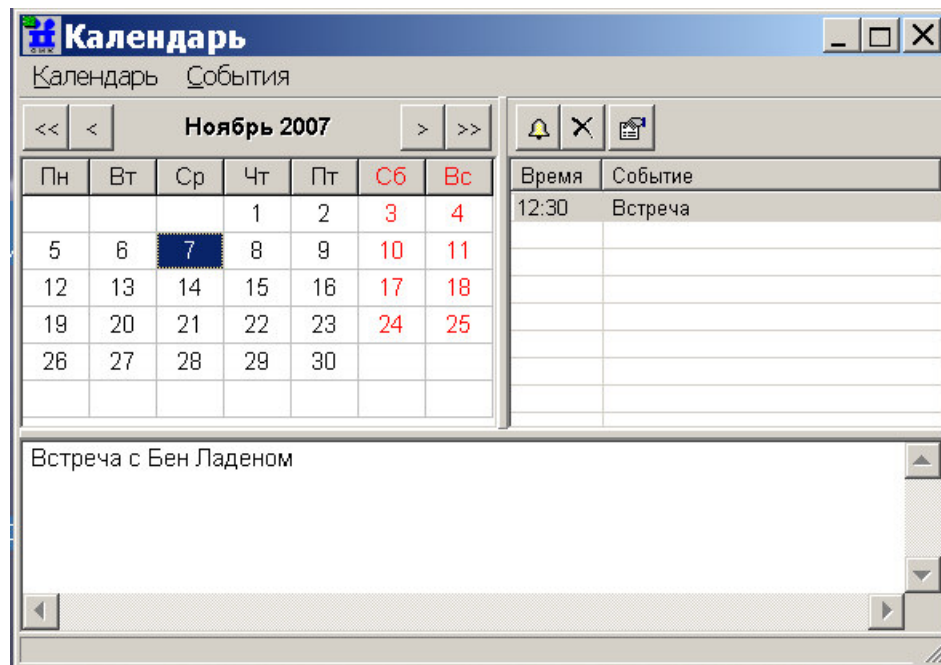 Календарь
Календарь События
<< < Ноябрь 2007 > >>
Пн Вт Ср Чт Пт Сб Вс
1 2 3 4
5 6 7 8 9 10 11
12 13 14 15 16 17 18
19 20 21 22 23 24 25
26 27 28 29 30
Время Событие
12:30 Встреча
Встреча с Бен Ладеном